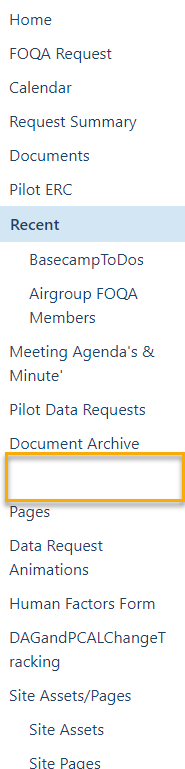 Home
FOQA Request
Calendar
Request Summary
Documents
Pilot ERC
Recent
BasecampToDos
Airgroup FOQA
Members
Meeting Agenda's &
Minute'
Pilot Data Requests
Document Archive
Pages
Data Request
Animations
Human Factors Form
DAGandPCALChangeT
racking
Site Assets/Pages
Site Assets
Site Pages